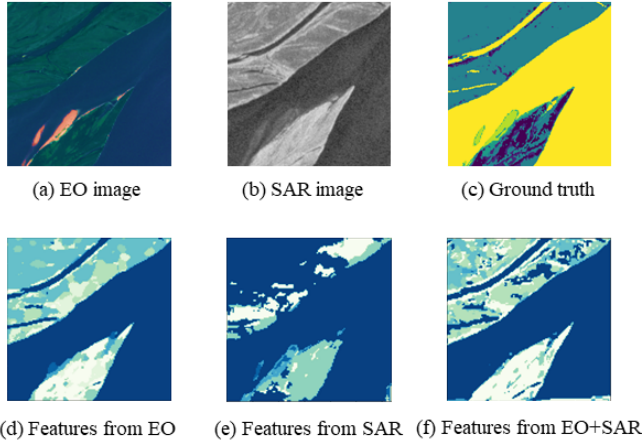 (a) EO image
(b) SAR image
(c) Ground truth
(d) Features from EO
(e) Features from SAR
(f) Features from EO+SAR